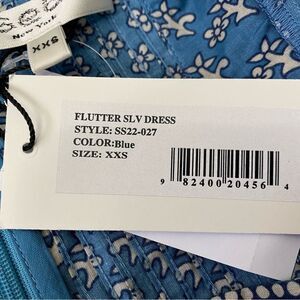 New York
XXS
FLUTTER SLV DRESS
STYLE: SS22-027
COLOR:Blue
SIZE: XXS
9 82400 20456 4